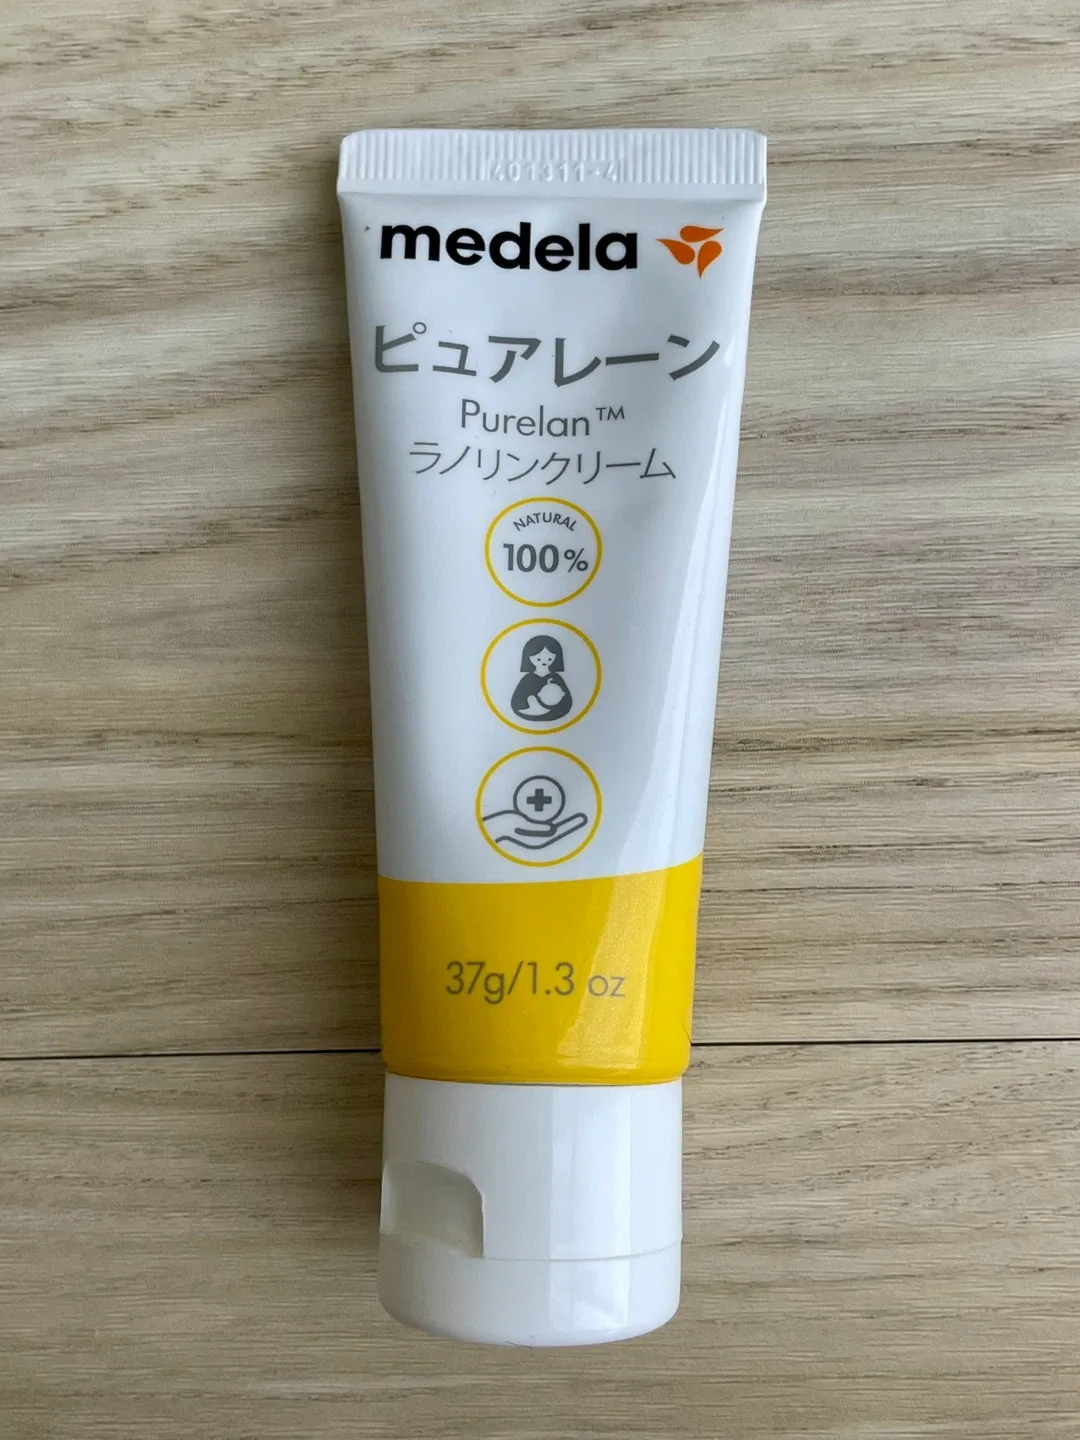 401311-4
medela
ピュアレーン
Purelan™
ラノリンクリーム
NATURAL
100%
37g/1.3 oz